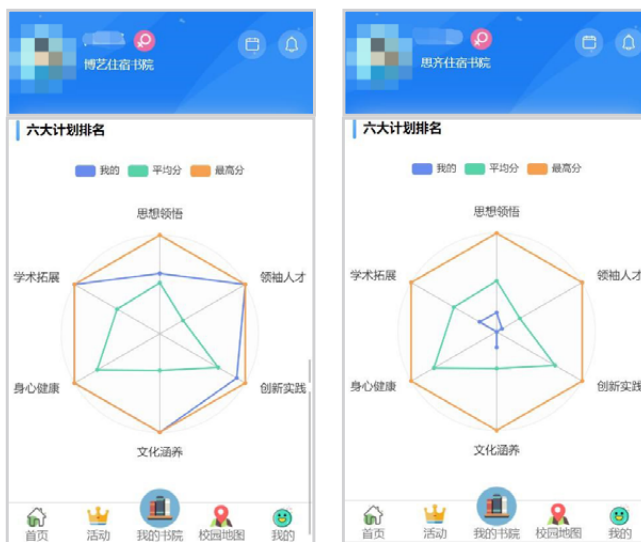 博艺住宿书院
六大计划排名
我的 平均分 最高分
思想领悟
学术拓展 领袖人才
身心健康 创新实践
文化涵养
首页 活动 我的书院 校园地图 我的
思齐住宿书院
六大计划排名
我的 平均分 最高分
思想领悟
学术拓展 领袖人才
身心健康 创新实践
文化涵养
首页 活动 我的书院 校园地图 我的